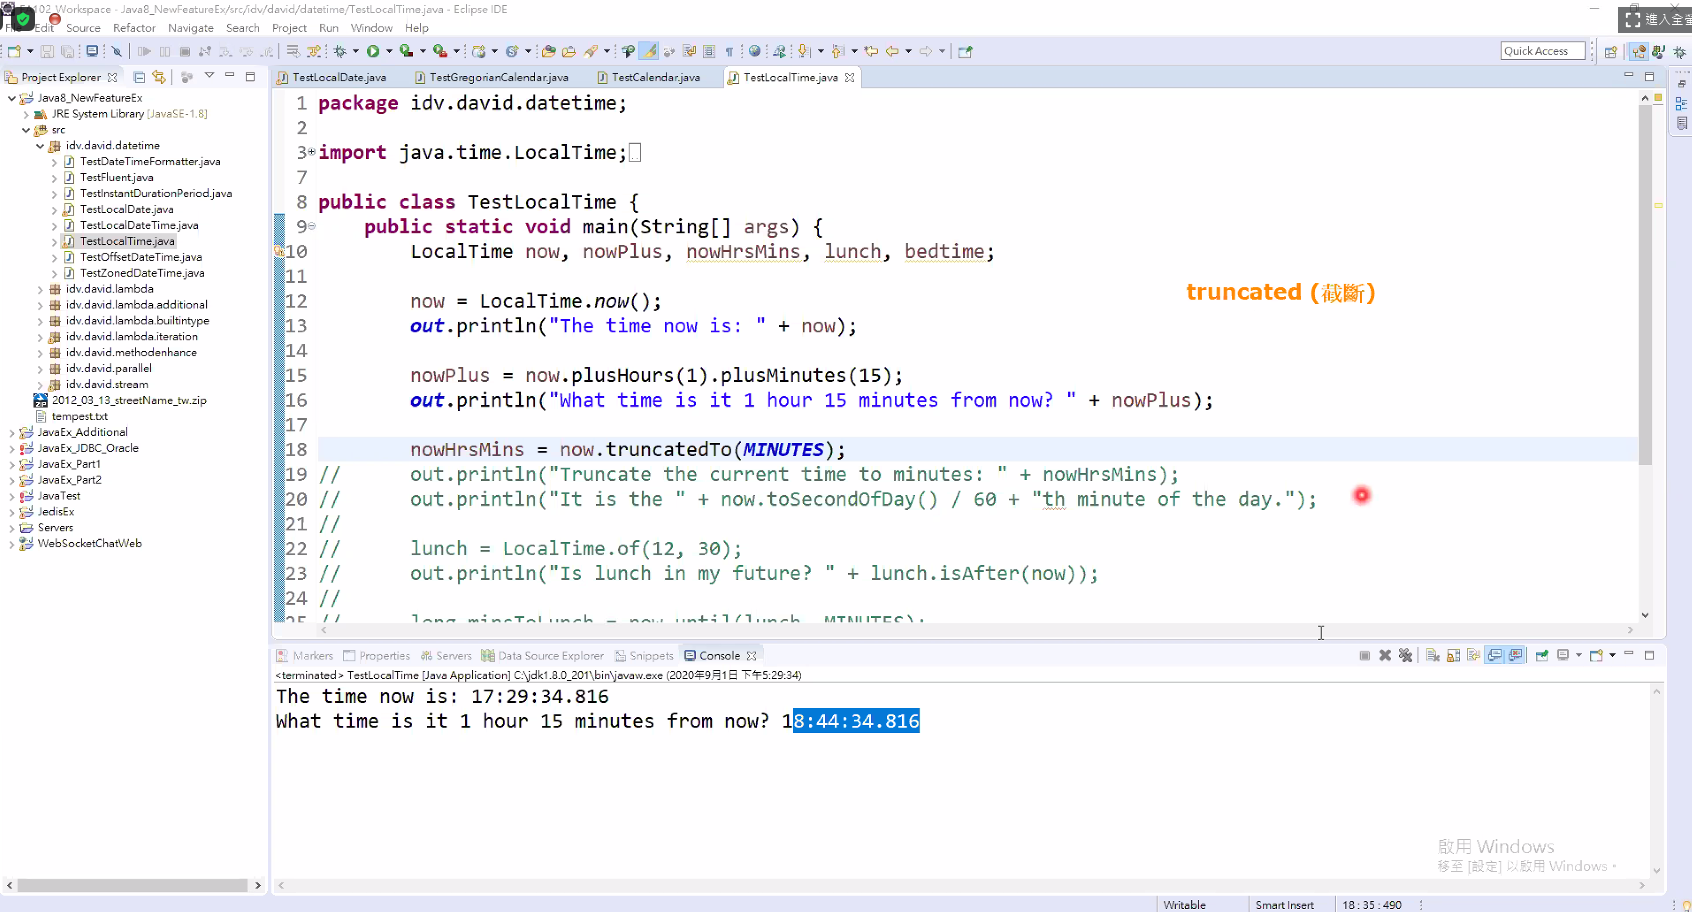 EA102_Workspace - Java8_NewFeatureEx/src/idv/david/datetime/TestLocalTime.java - Eclipse IDE
Edit Source Refactor Navigate Search Project Run Window Help
進入全螢
Quick Access
Project Explorer
TestLocalDate.java TestGregorianCalendar.java TestCalendar.java TestLocalTime.java
Java8_NewFeatureEx
JRE System Library [JavaSE-1.8]
src
idv.david.datetime
TestDateTimeFormatter.java
TestFluent.java
TestInstantDurationPeriod.java
TestLocalDate.java
TestLocalDateTime.java
TestLocalTime.java
TestOffsetDateTime.java
TestZonedDateTime.java
idv.david.lambda
idv.david.lambda.additional
idv.david.lambda.builtintype
idv.david.lambda.iteration
idv.david.methodenhance
idv.david.parallel
idv.david.stream
2012_03_13_streetName_tw.zip
tempest.txt
JavaEx_Additional
JavaEx_JDBC_Oracle
JavaEx_Part1
JavaEx_Part2
JavaTest
JedisEx
Servers
WebSocketChatWeb
1 package idv.david.datetime;
2
3 import java.time.LocalTime;
7
8 public class TestLocalTime {
9 public static void main(String[] args) {
10 LocalTime now, nowPlus, nowHrsMins, lunch, bedtime;
11
12 now = LocalTime.now();
13 out.println("The time now is: " + now);
14
15 nowPlus = now.plusHours(1).plusMinutes(15);
16 out.println("What time is it 1 hour 15 minutes from now? " + nowPlus);
17
18 nowHrsMins = now.truncatedTo(MINUTES);
19 // out.println("Truncate the current time to minutes: " + nowHrsMins);
20 // out.println("It is the " + now.toSecondOfDay() / 60 + "th minute of the day.");
21 //
22 // lunch = LocalTime.of(12, 30);
23 // out.println("Is lunch in my future? " + lunch.isAfter(now));
24 //
25 // long minsToLunch = now.until(lunch, MINUTES);
truncated (截斷)
Markers Properties Servers Data Source Explorer Snippets Console
<terminated> TestLocalTime [Java Application] C:\jdk1.8.0_201\bin\javaw.exe (2020年9月1日 下午5:29:34)
The time now is: 17:29:34.816
What time is it 1 hour 15 minutes from now? 18:44:34.816
啟用 Windows
移至 [設定] 以啟用 Windows。
Writable Smart Insert 18 : 35 : 490